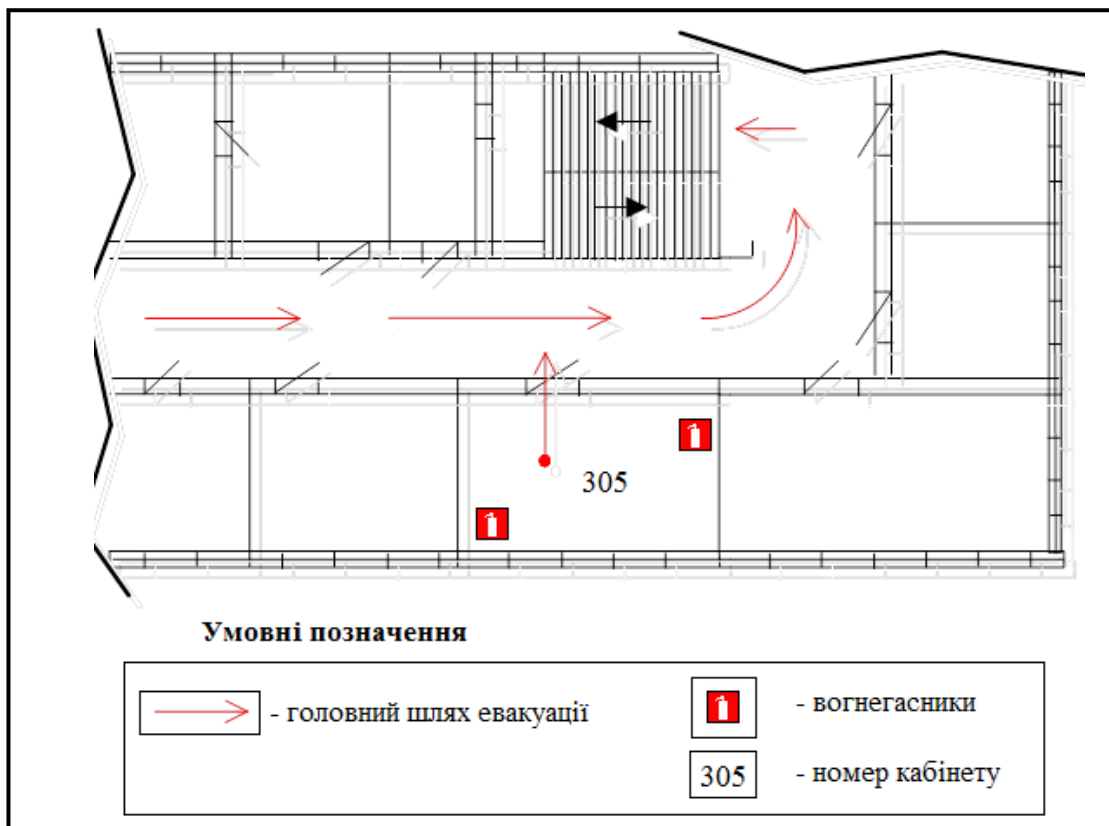 305
Умовні позначення
- головний шлях евакуації
- вогнегасники
305 - номер кабінету